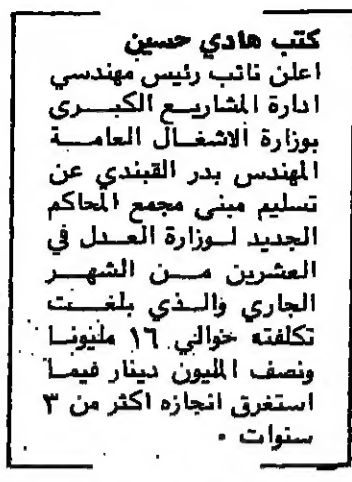 كتب هادي حسين
اعلن نائب رئيس مهندسي
ادارة المشاريع الكبرى
بوزارة الاشغال العامة
المهندس بدر القبندي عن
تسليم مبنى مجمع المحاكم
الجديد لوزارة العدل في
العشرين من الشهر
الجاري والذي بلغت
تكلفته حوالي ١٦ مليونا
ونصف المليون دينار فيما
استغرق انجازه اكثر من ٣
سنوات .